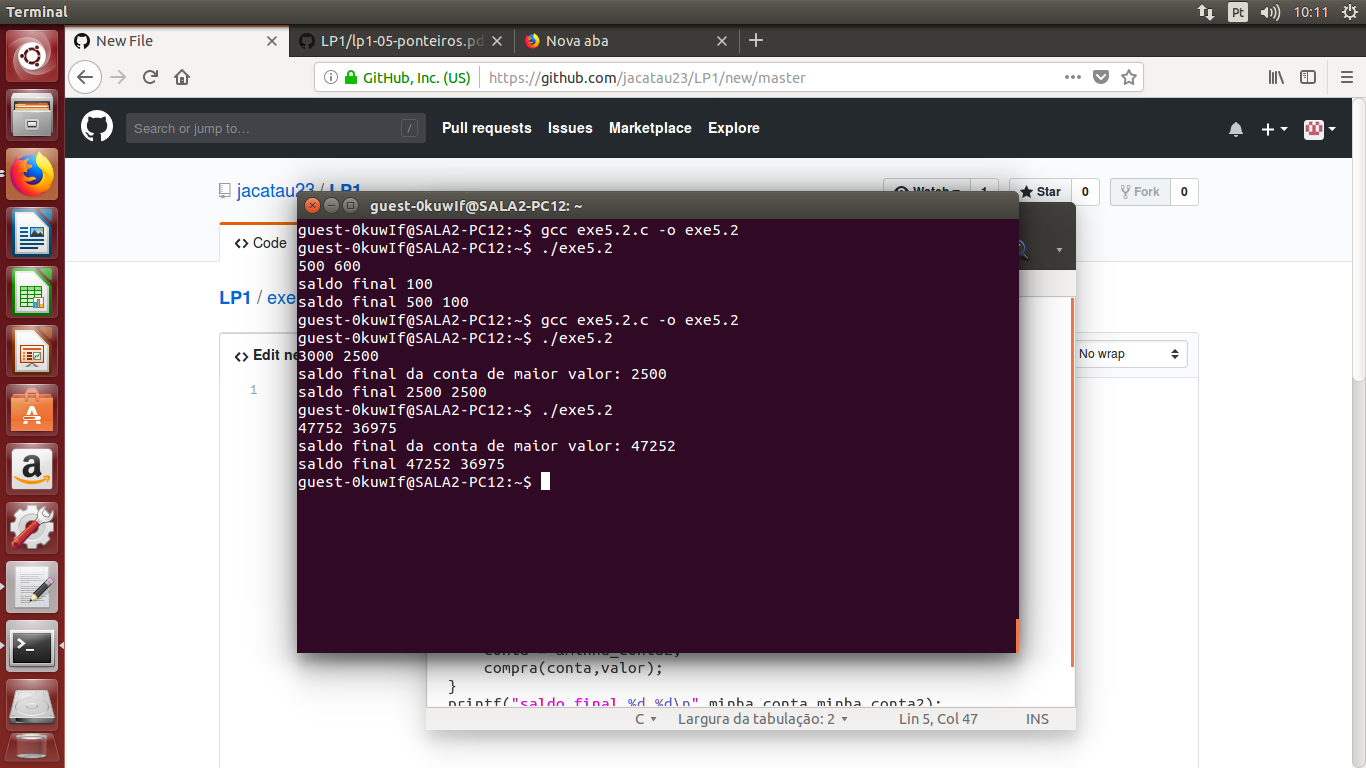 Terminal
Pt
10:11
New File
LP1/lp1-05-ponteiros.pd
Nova aba
GitHub, Inc. (US)
https://github.com/jacatau23/LP1/new/master
Search or jump to…
/
Pull requests
Issues
Marketplace
Explore
jacatau23 / LP1
Watch
1
Star
0
Fork
0
Code
LP1 / exe
Edit ne
No wrap
1
guest-0kuwIf@SALA2-PC12: ~
guest-0kuwIf@SALA2-PC12:~$ gcc exe5.2.c -o exe5.2
guest-0kuwIf@SALA2-PC12:~$ ./exe5.2
500 600
saldo final 100
saldo final 500 100
guest-0kuwIf@SALA2-PC12:~$ gcc exe5.2.c -o exe5.2
guest-0kuwIf@SALA2-PC12:~$ ./exe5.2
3000 2500
saldo final da conta de maior valor: 2500
saldo final 2500 2500
guest-0kuwIf@SALA2-PC12:~$ ./exe5.2
47752 36975
saldo final da conta de maior valor: 47252
saldo final 47252 36975
guest-0kuwIf@SALA2-PC12:~$
compra(conta,valor);
}
printf("saldo final %d %d\n",minha_conta,minha_conta2);
C
Largura da tabulação: 2
Lin 5, Col 47
INS